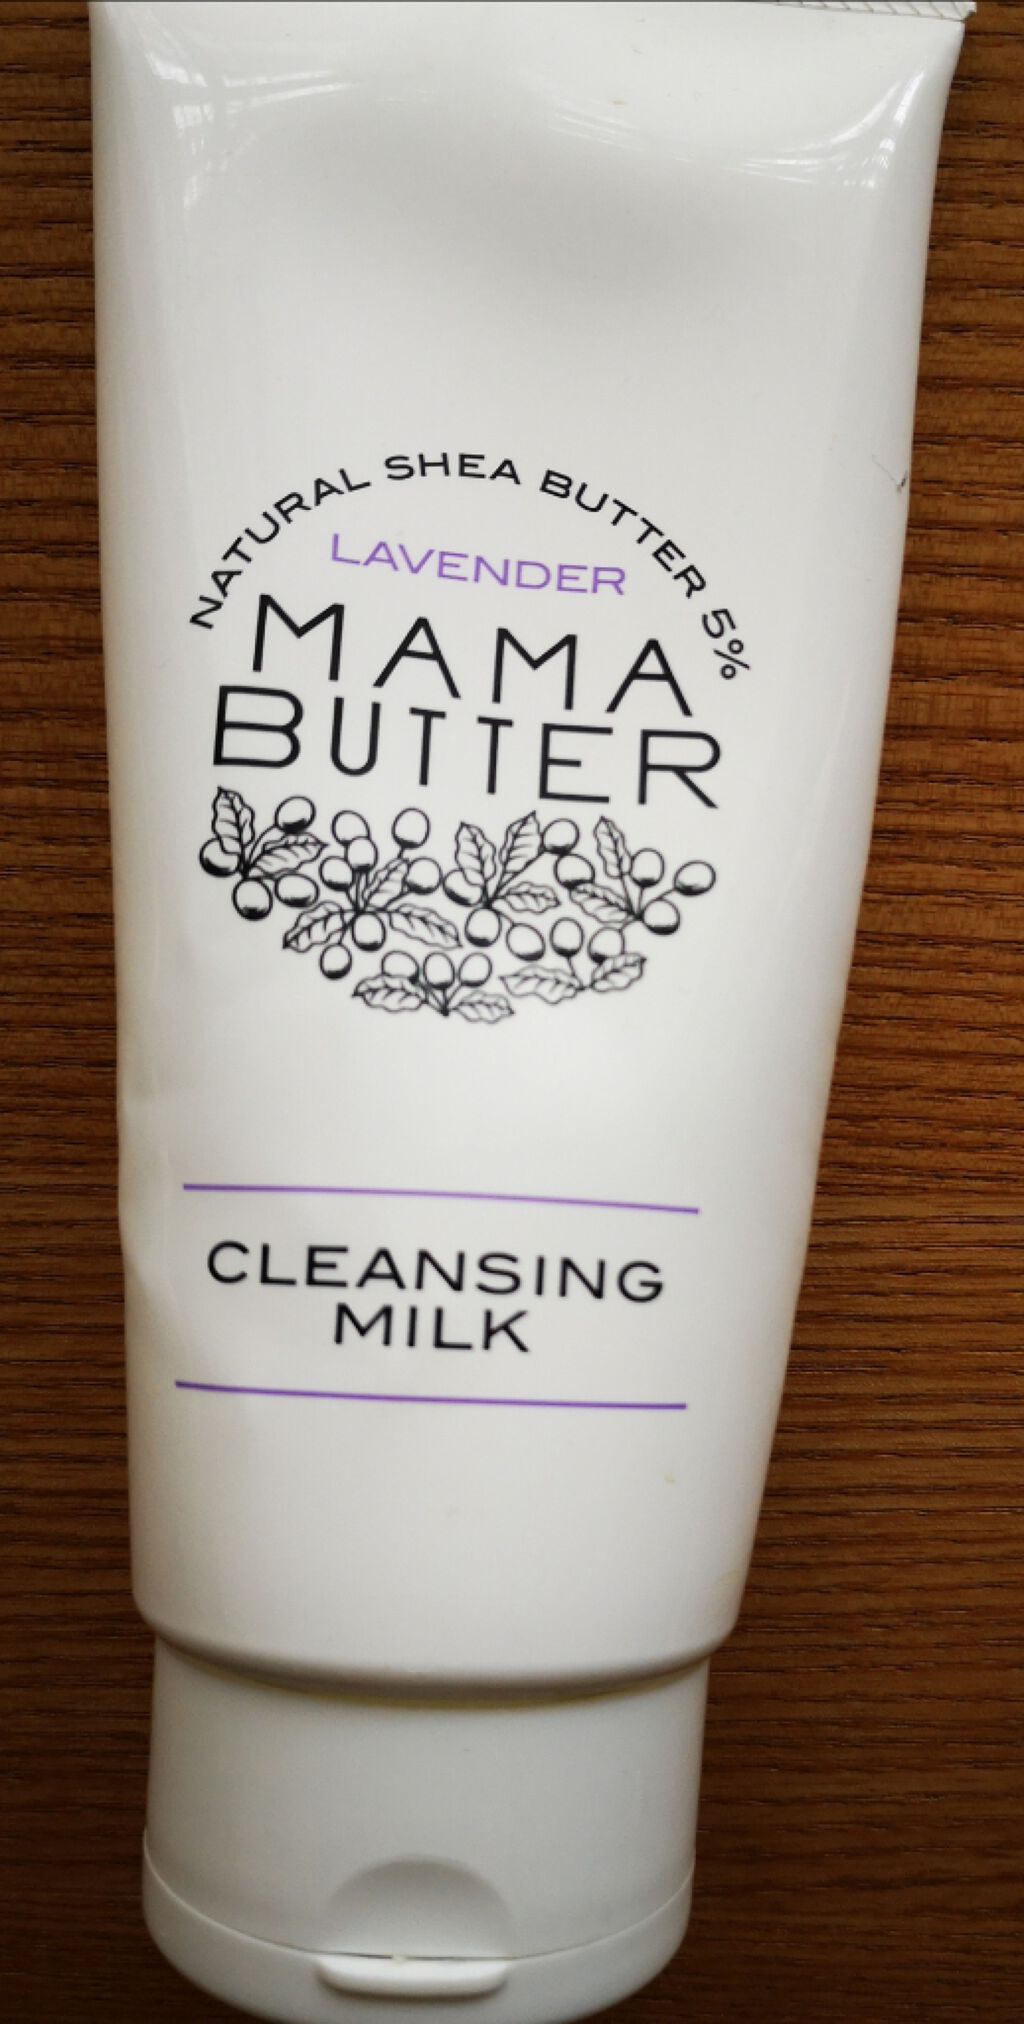 NATURAL SHEA BUTTER 5%
LAVENDER
MAMA
BUTTER
CLEANSING
MILK